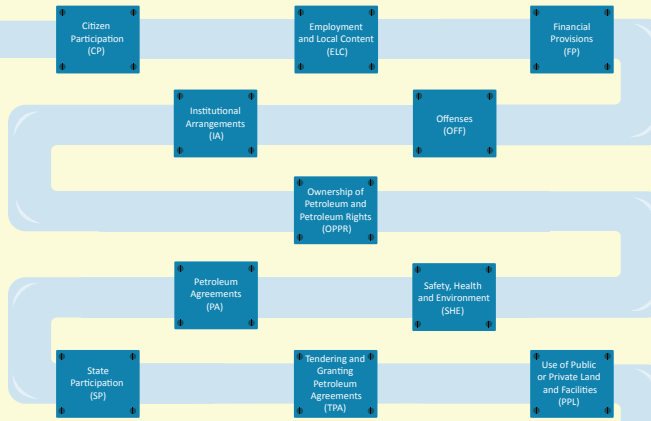 Citizen
Participation
(CP)
Employment
and Local Content
(ELC)
Financial
Provisions
(FP)
Institutional
Arrangements
(IA)
Offenses
(OFF)
Ownership of
Petroleum and
Petroleum Rights
(OPPR)
Petroleum
Agreements
(PA)
Safety, Health
and Environment
(SHE)
State
Participation
(SP)
Tendering and
Granting
Petroleum
Agreements
(TPA)
Use of Public
or Private Land
and Facilities
(PPL)